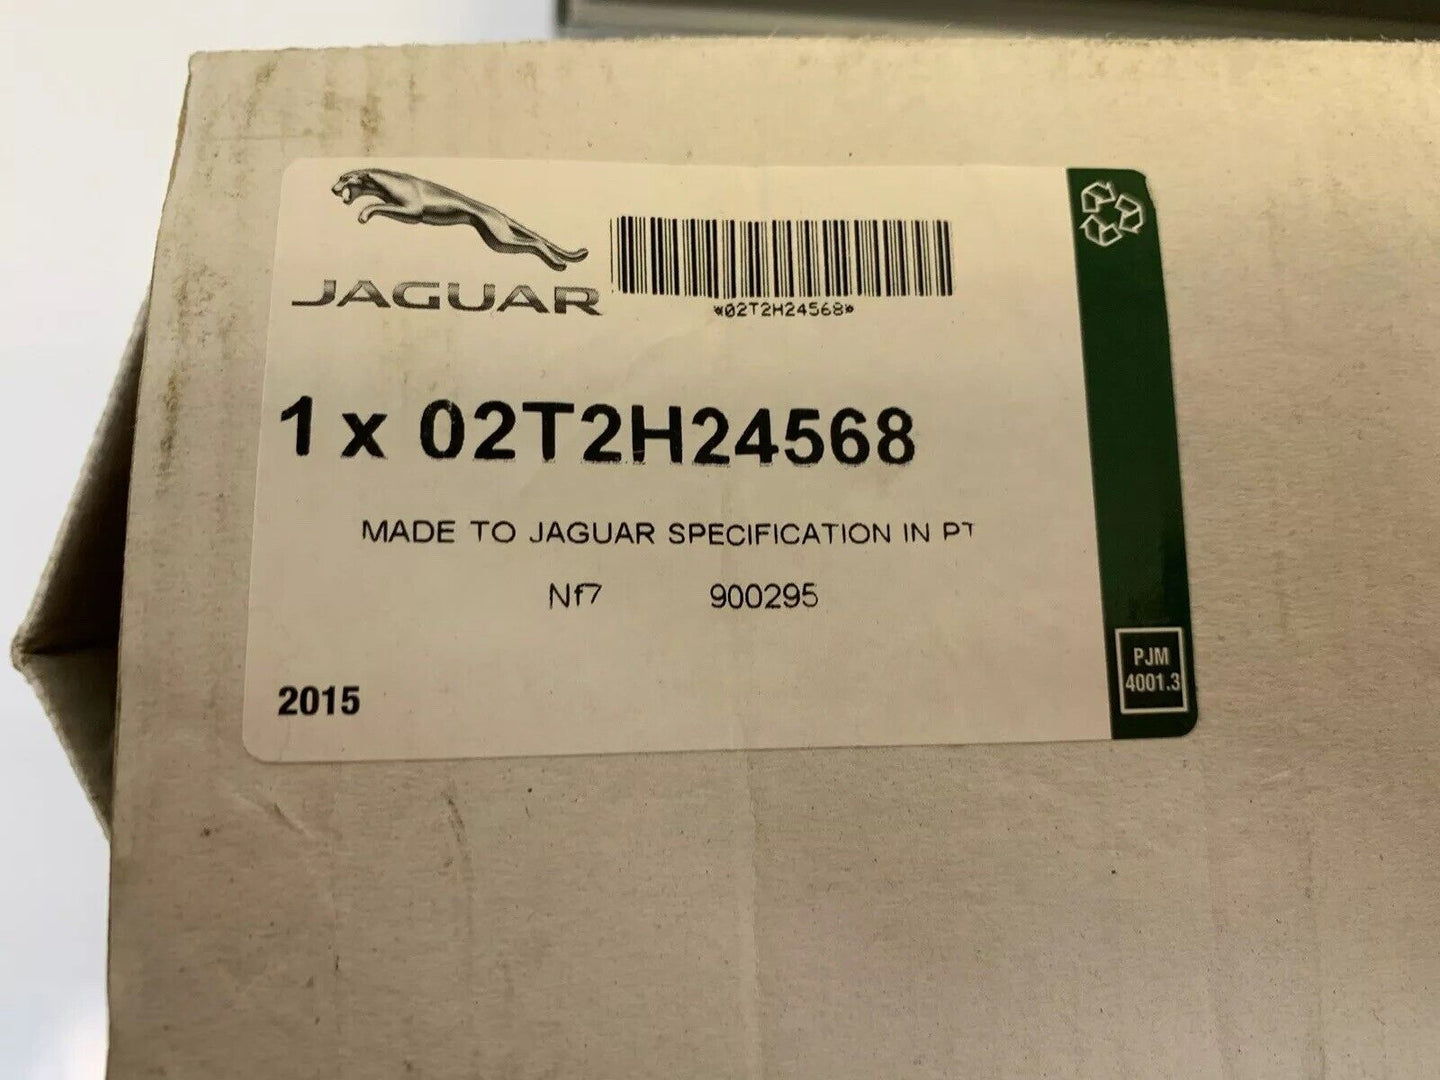 JAGUAR
*02T2H24568*
1 x 02T2H24568
MADE TO JAGUAR SPECIFICATION IN PT
Nf7 900295
2015
PJM
4001.3